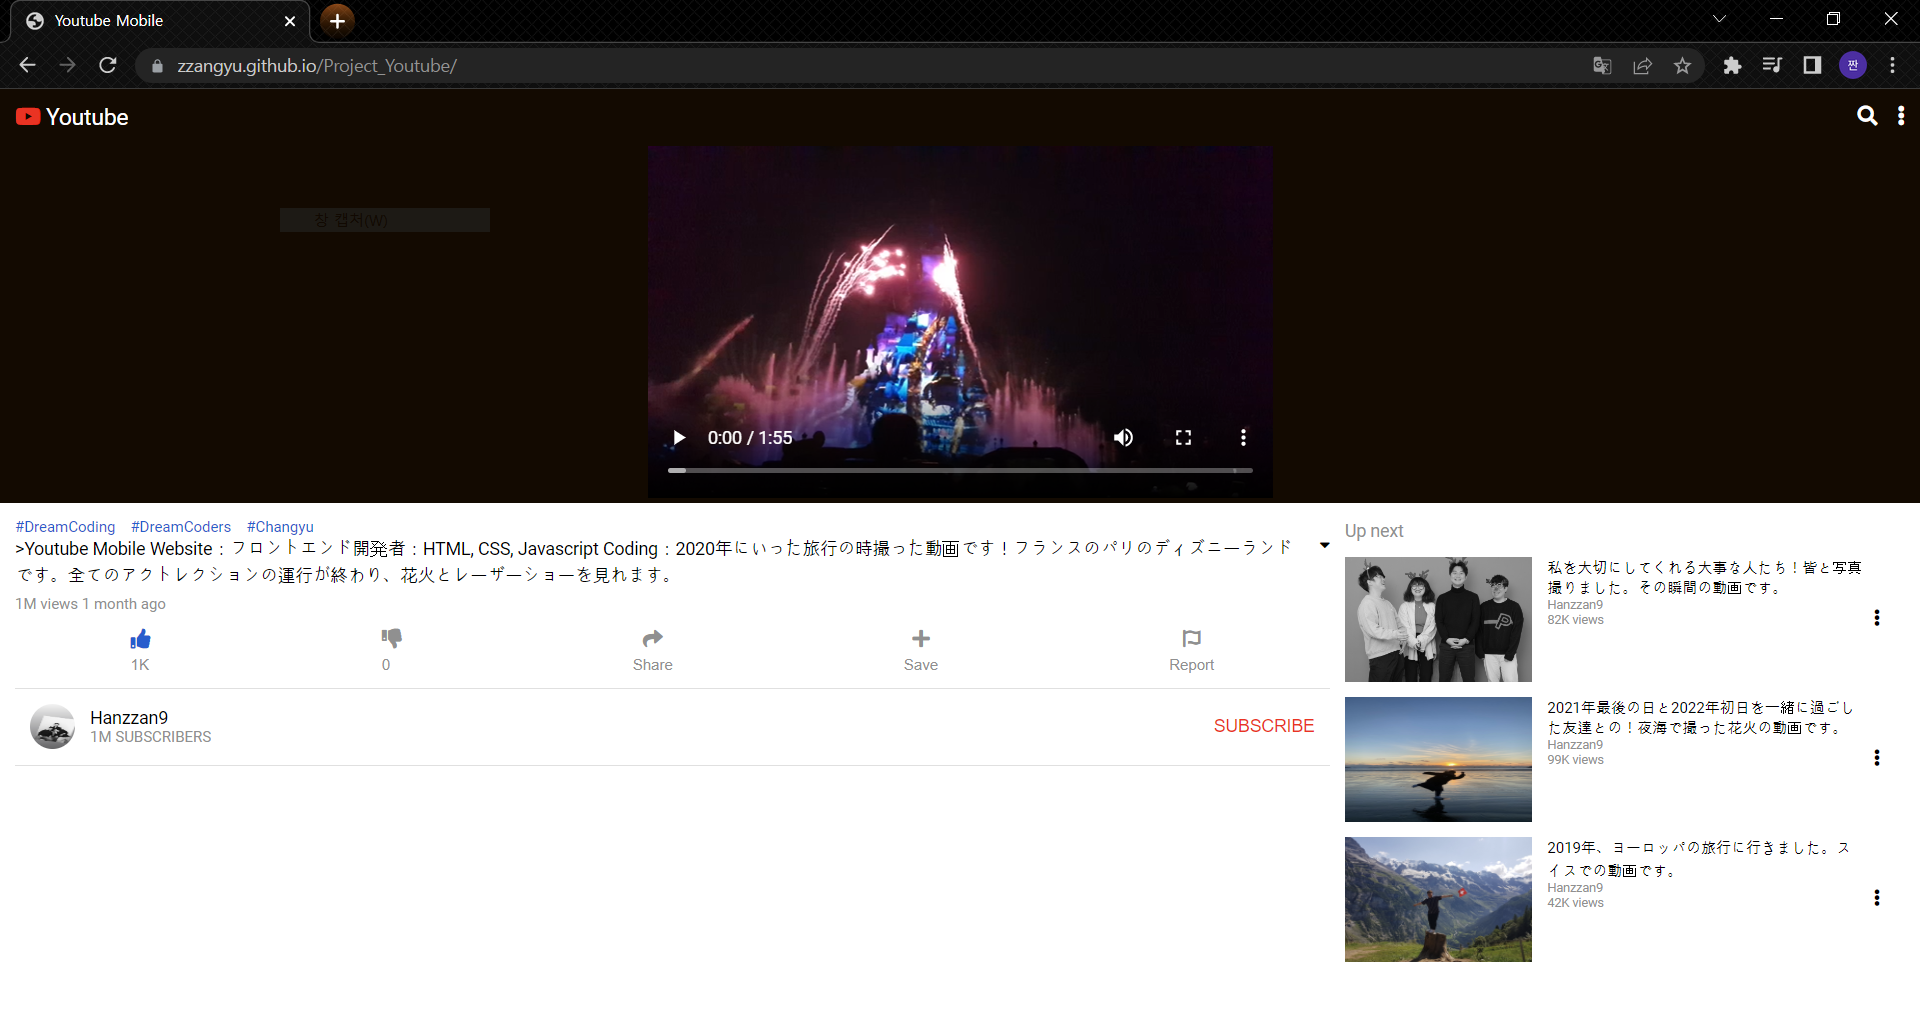 Youtube Mobile
zzangyu.github.io/Project_Youtube/
짠
Youtube
창 캡처(W)
0:00 / 1:55
#DreamCoding #DreamCoders #Changyu
>Youtube Mobile Website : フロントエンド開発者 : HTML, CSS, Javascript Coding : 2020年にいった旅行の時撮った動画です！フランスのパリのディズニーランド
です。全てのアクトレクションの運行が終わり、花火とレーザーショーを見れます。
1M views 1 month ago
1K
0
Share
Save
Report
Hanzzan9
1M SUBSCRIBERS
SUBSCRIBE
Up next
私を大切にしてくれる大事な人たち！皆と写真
撮りました。その瞬間の動画です。
Hanzzan9
82K views
2021年最後の日と2022年初日を一緒に過ごし
た友達との！夜海で撮った花火の動画です。
Hanzzan9
99K views
2019年、ヨーロッパの旅行に行きました。ス
イスでの動画です。
Hanzzan9
42K views